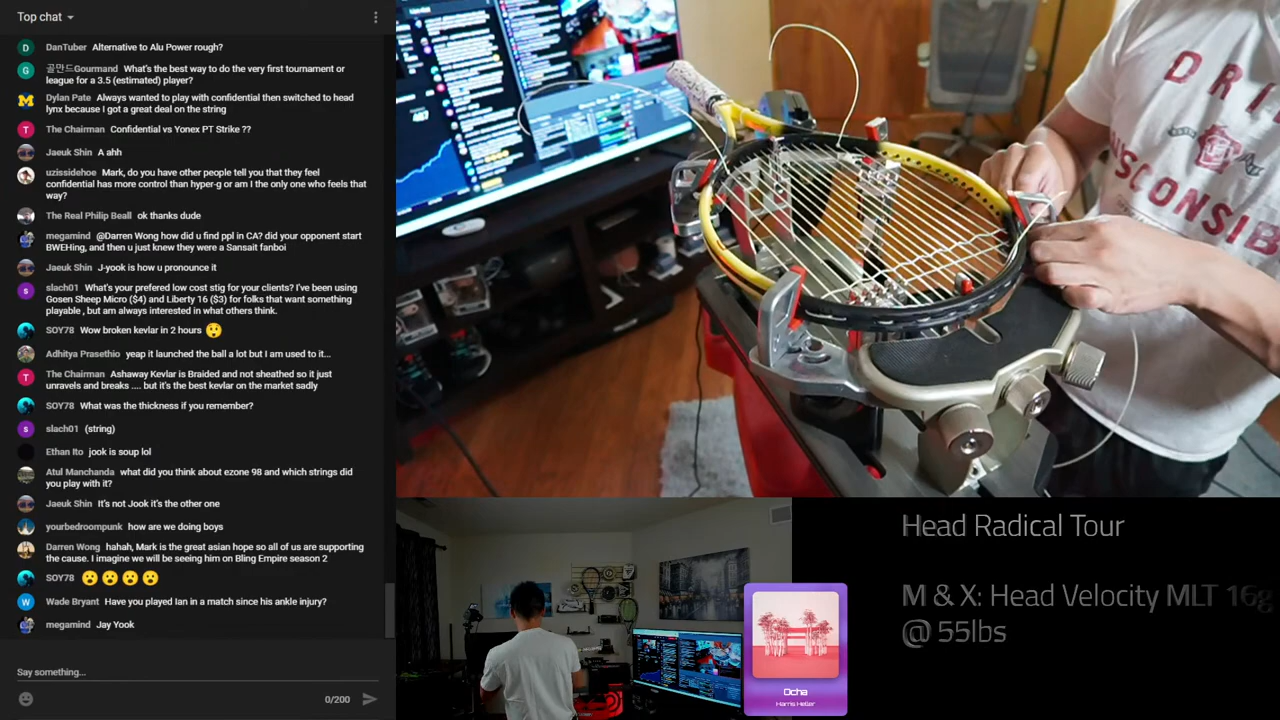 Top chat
DanTuber Alternative to Alu Power rough?
골만드Gourmand What's the best way to do the very first tournament or
league for a 3.5 (estimated) player?
Dylan Pate Always wanted to play with confidential then switched to head
lynx because I got a great deal on the string
The Chairman Confidential vs Yonex PT Strike ??
Jaeuk Shin A ahh
uzissidehoe Mark, do you have other people tell you that they feel
confidential has more control than hyper-g or am I the only one who feels that
way?
The Real Philip Beall ok thanks dude
megamind @Darren Wong how did u find ppl in CA? did your opponent start
BWEHing, and then u just knew they were a Sansait fanboi
Jaeuk Shin J-yook is how u pronounce it
slach01 What's your prefered low cost stig for your clients? I've been using
Gosen Sheep Micro ($4) and Liberty 16 ($3) for folks that want something
playable , but am always interested in what others think.
SOY78 Wow broken kevlar in 2 hours
Adhitya Prasethio yeap it launched the ball a lot but I am used to it...
The Chairman Ashaway Kevlar is Braided and not sheathed so it just
unravels and breaks .... but it's the best kevlar on the market sadly
SOY78 What was the thickness if you remember?
slach01 (string)
Ethan Ito jook is soup lol
Atul Manchanda what did you think about ezone 98 and which strings did
you play with it?
Jaeuk Shin It's not Jook it's the other one
yourbedroompunk how are we doing boys
Darren Wong hahah, Mark is the great asian hope so all of us are supporting
the cause. I imagine we will be seeing him on Bling Empire season 2
SOY78
Wade Bryant Have you played Ian in a match since his ankle injury?
megamind Jay Yook
Say something...
0/200
Head Radical Tour
M & X: Head Velocity MLT 16g
@ 55lbs
Ocha
Harris Heller